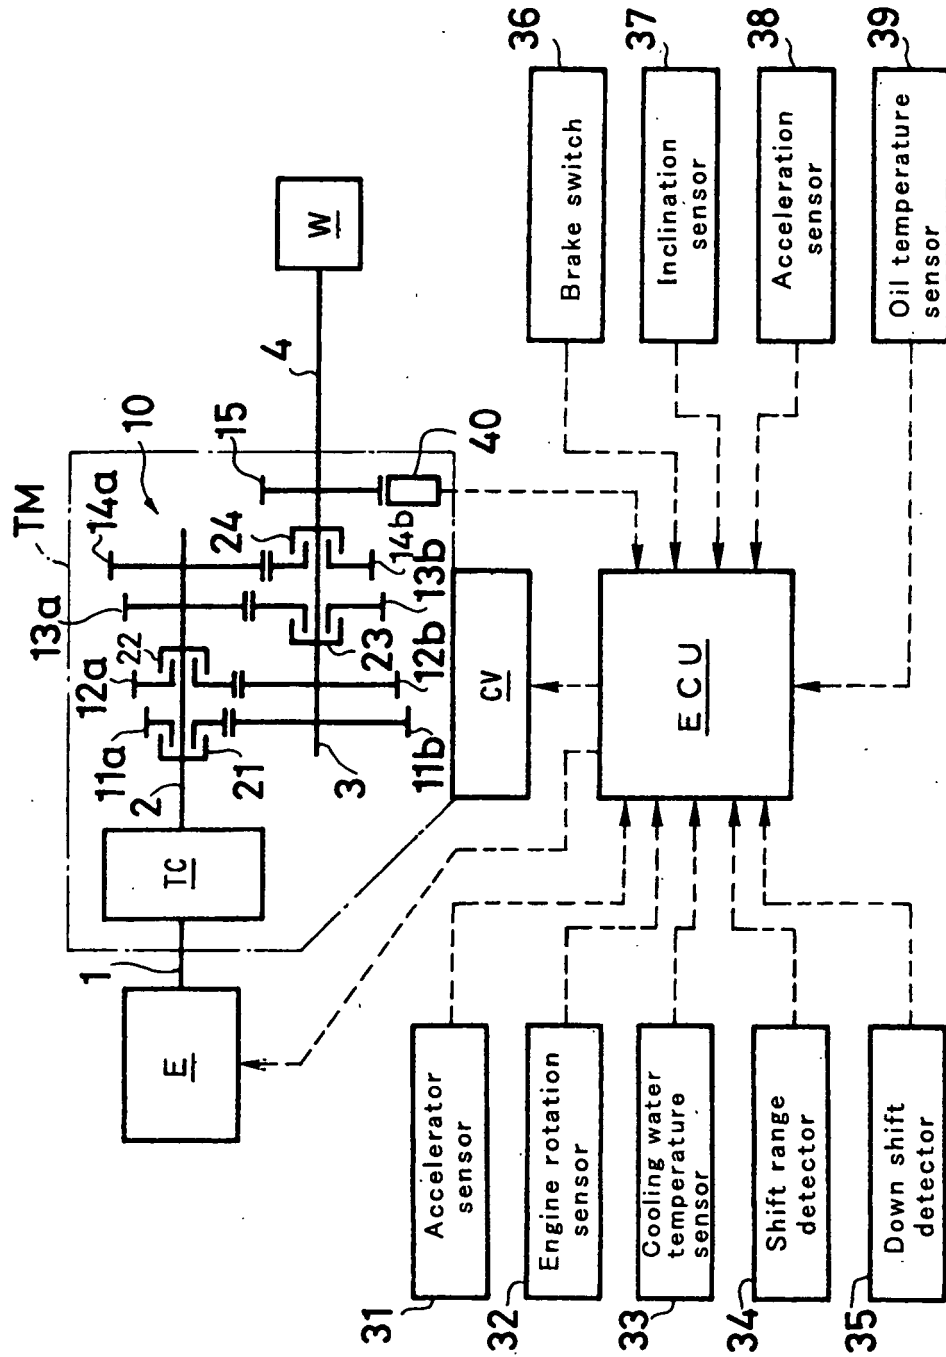 TM
10
14a
13a
12a
22
11a
2
21
24
15
4
W
TC
1
E
3
23
14b
13b
12b
11b
40
CV
ECU
31
Accelerator
sensor
32
Engine rotation
sensor
33
Cooling water
temperature
sensor
34
Shift range
detector
35
Down shift
detector
36
Brake switch
37
Inclination
sensor
38
Acceleration
sensor
39
Oil temperature
sensor